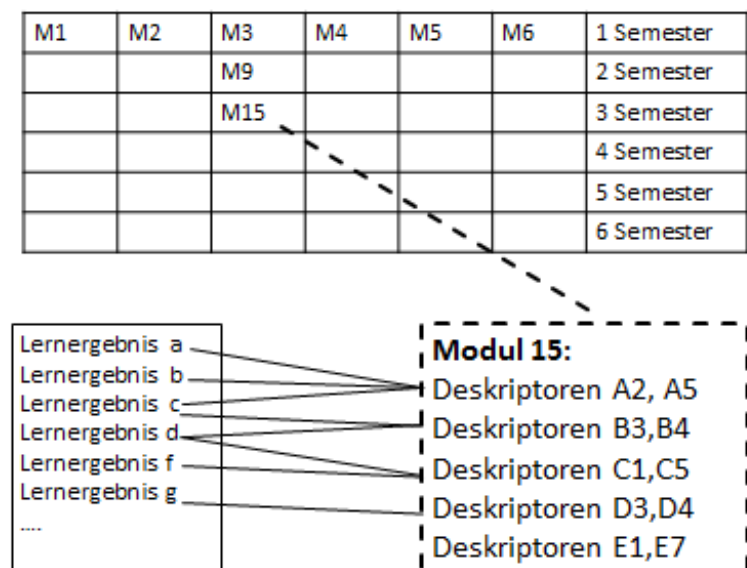 M1 M2 M3 M4 M5 M6 1 Semester
M9 2 Semester
M15 3 Semester
4 Semester
5 Semester
6 Semester
Lernergebnis a
Lernergebnis b
Lernergebnis c
Lernergebnis d
Lernergebnis f
Lernergebnis g
....
Modul 15:
Deskriptoren A2, A5
Deskriptoren B3,B4
Deskriptoren C1,C5
Deskriptoren D3,D4
Deskriptoren E1,E7